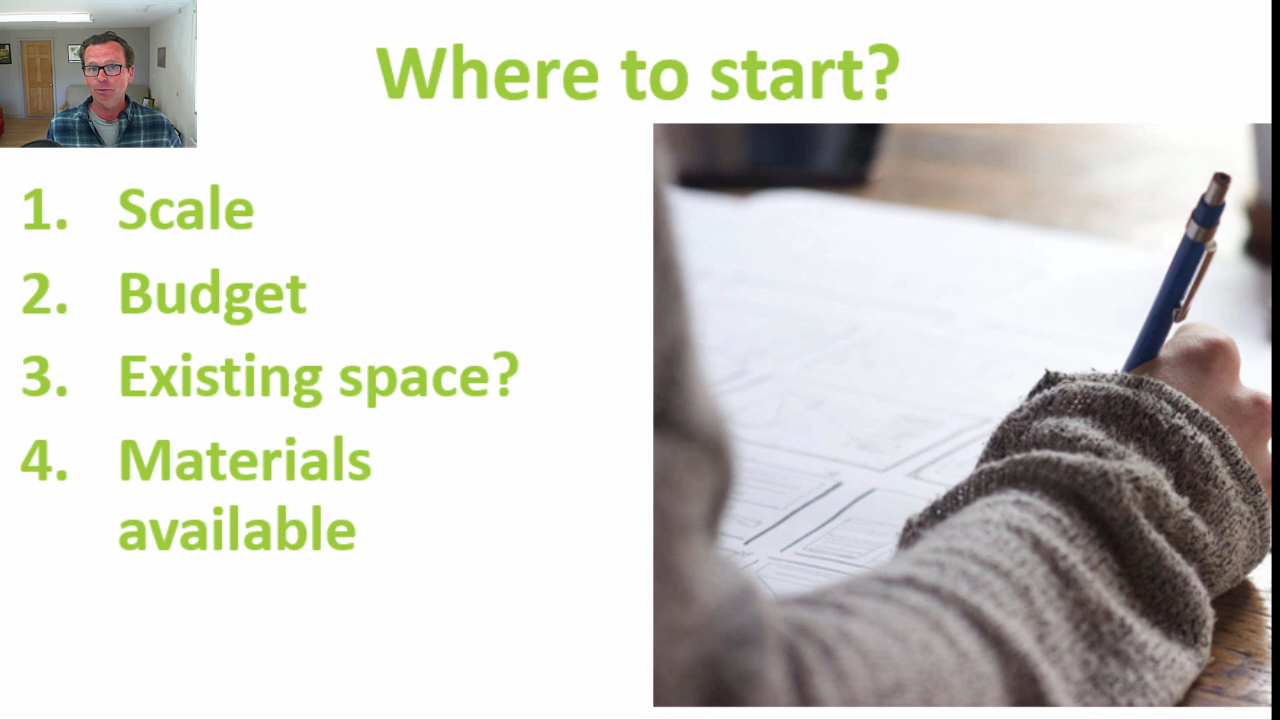 Where to start?
1. Scale
2. Budget
3. Existing space?
4. Materials
available